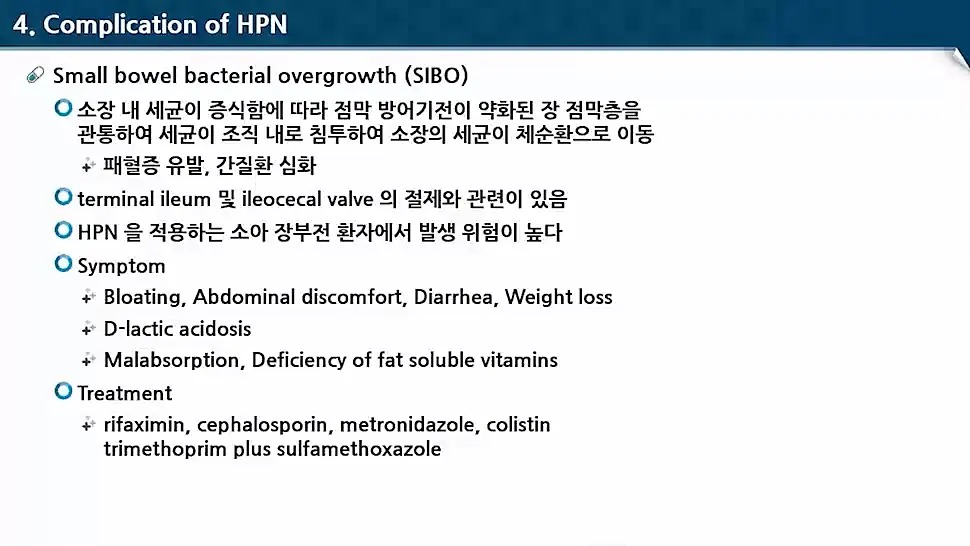 4. Complication of HPN
Small bowel bacterial overgrowth (SIBO)
소장 내 세균이 증식함에 따라 점막 방어기전이 약화된 장 점막층을
관통하여 세균이 조직 내로 침투하여 소장의 세균이 체순환으로 이동
패혈증 유발, 간질환 심화
terminal ileum 및 ileocecal valve 의 절제와 관련이 있음
HPN 을 적용하는 소아 장부전 환자에서 발생 위험이 높다
Symptom
Bloating, Abdominal discomfort, Diarrhea, Weight loss
D-lactic acidosis
Malabsorption, Deficiency of fat soluble vitamins
Treatment
rifaximin, cephalosporin, metronidazole, colistin
trimethoprim plus sulfamethoxazole